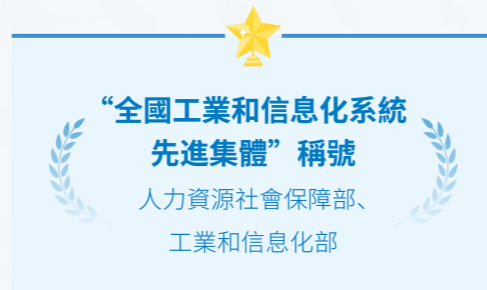 “全國工業和信息化系統
先進集體”稱號
人力資源社會保障部、
工業和信息化部